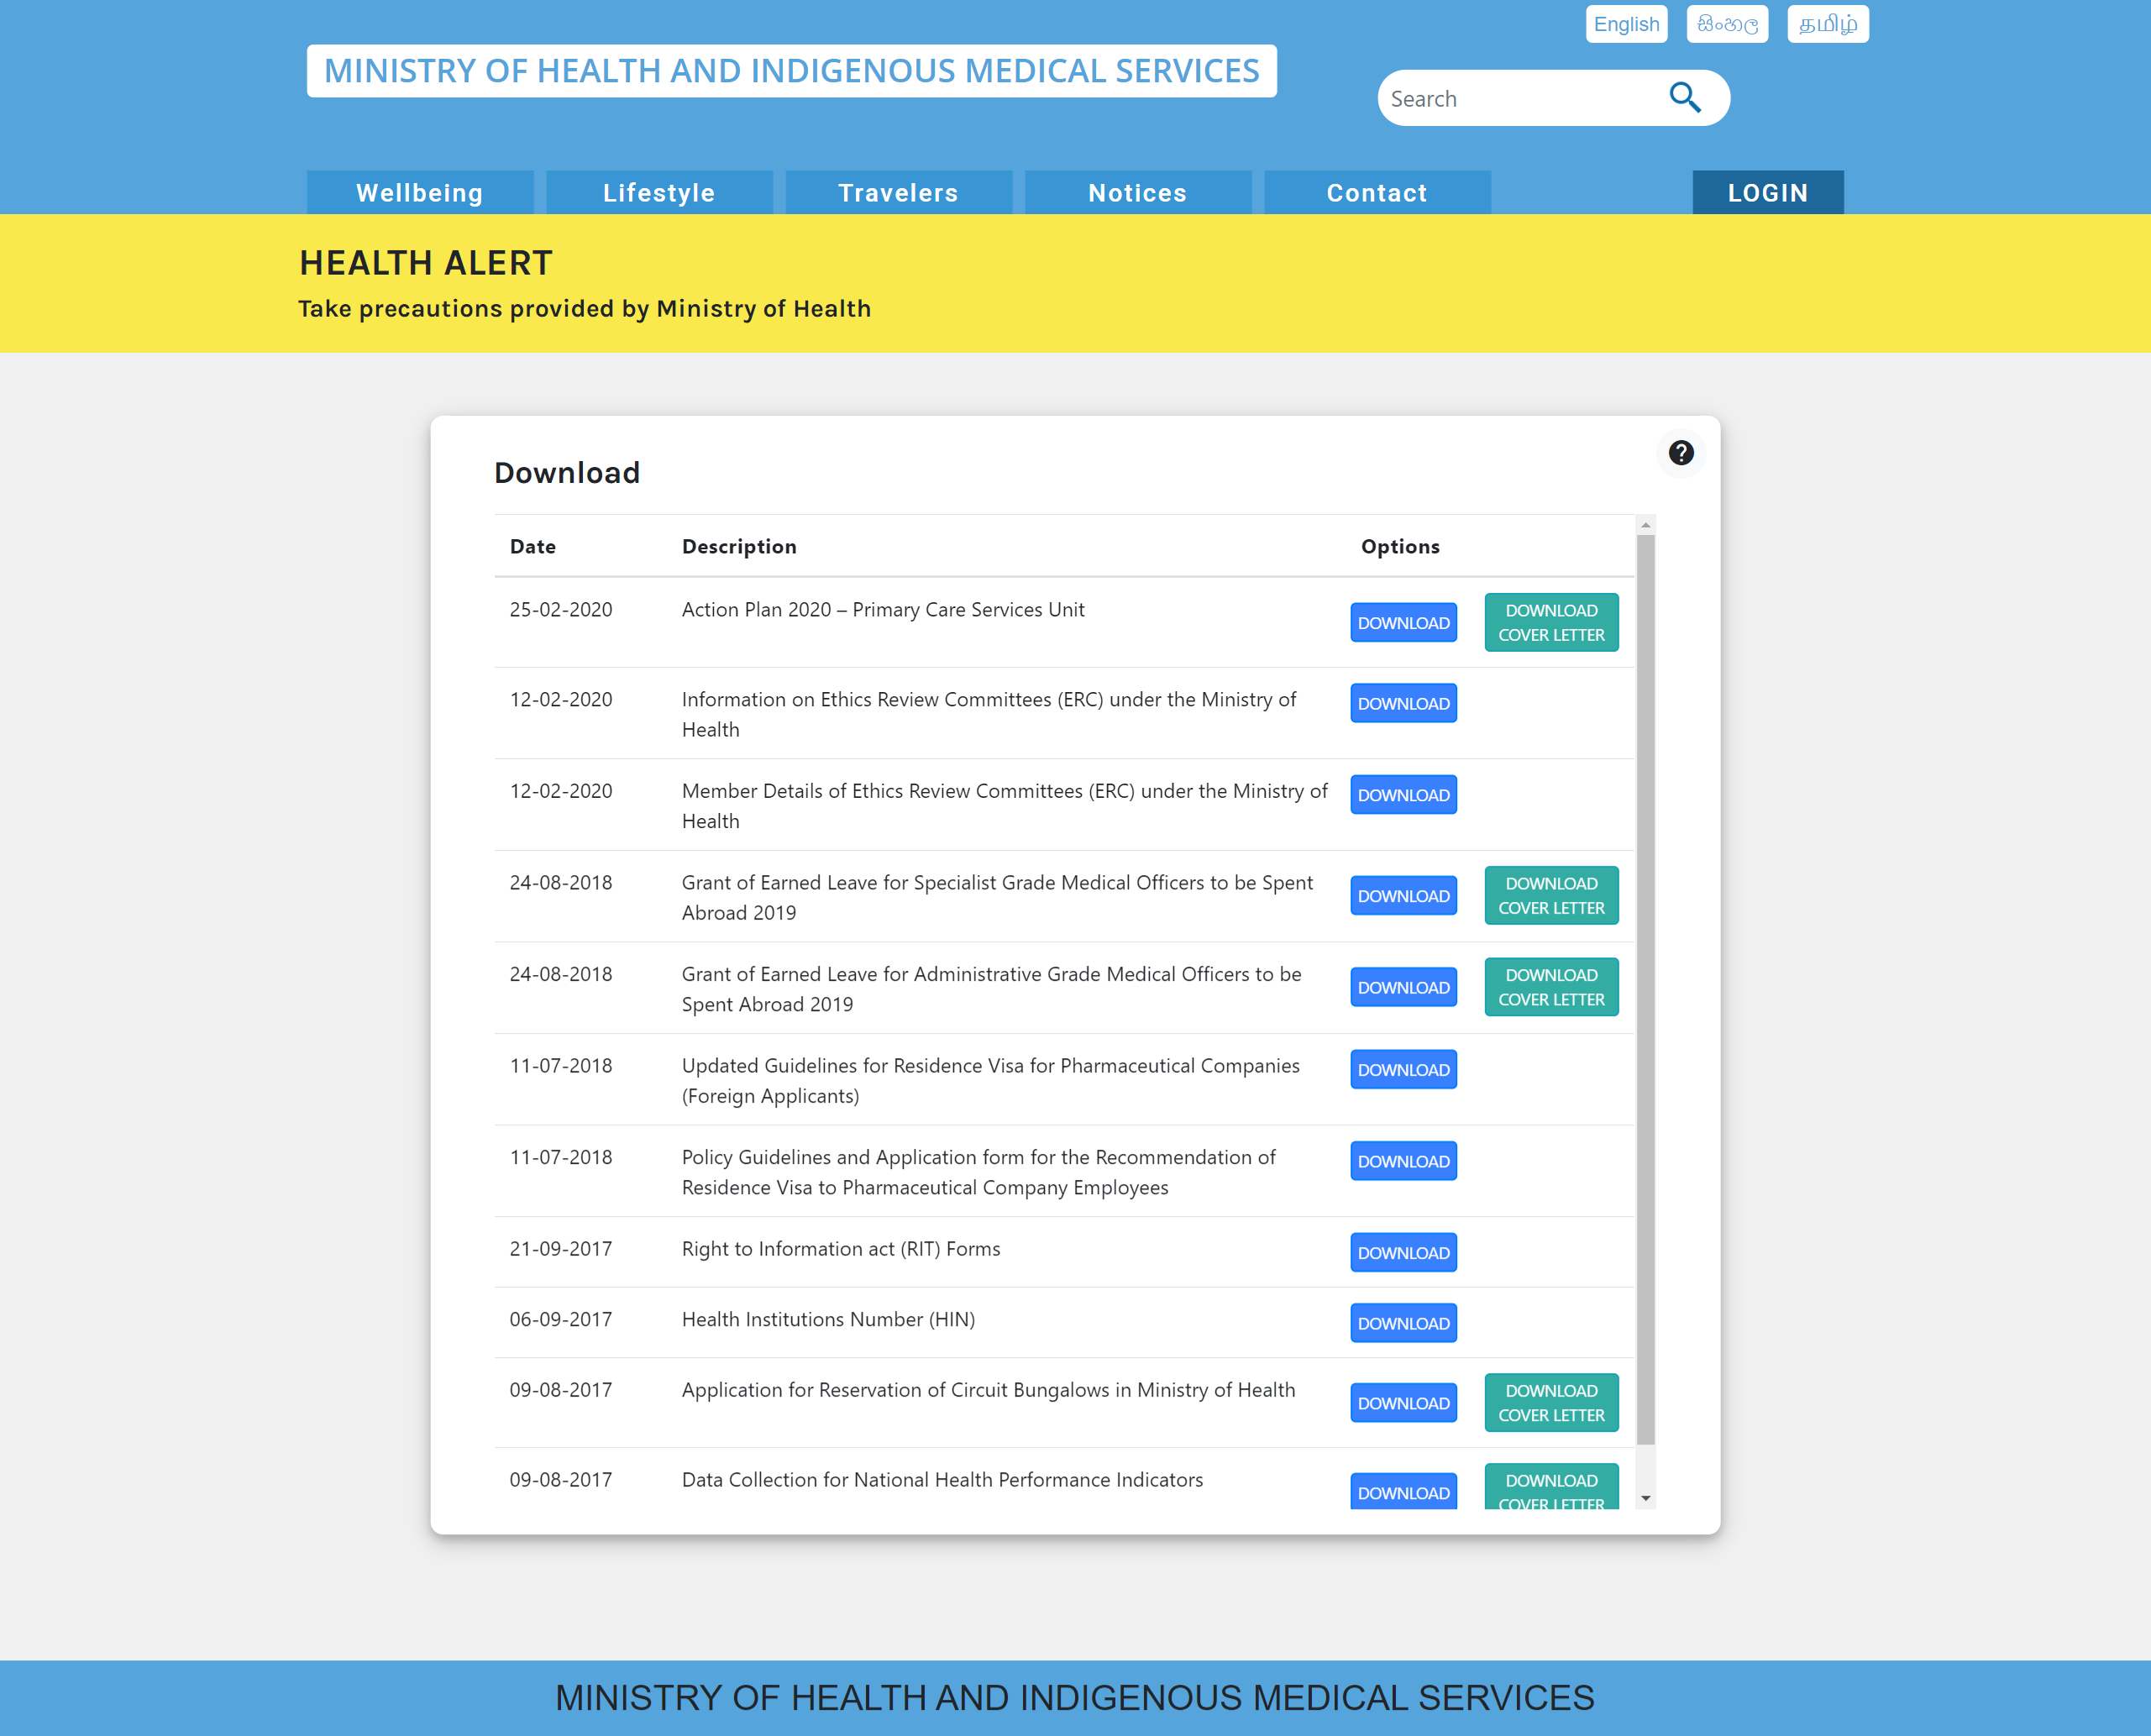 English සිංහල தமிழ்
MINISTRY OF HEALTH AND INDIGENOUS MEDICAL SERVICES
Search
Wellbeing Lifestyle Travelers Notices Contact LOGIN
HEALTH ALERT
Take precautions provided by Ministry of Health
Download
Date Description Options
25-02-2020 Action Plan 2020 – Primary Care Services Unit DOWNLOAD DOWNLOAD
COVER LETTER
12-02-2020 Information on Ethics Review Committees (ERC) under the Ministry of DOWNLOAD
Health
12-02-2020 Member Details of Ethics Review Committees (ERC) under the Ministry of DOWNLOAD
Health
24-08-2018 Grant of Earned Leave for Specialist Grade Medical Officers to be Spent DOWNLOAD DOWNLOAD
Abroad 2019 COVER LETTER
24-08-2018 Grant of Earned Leave for Administrative Grade Medical Officers to be DOWNLOAD DOWNLOAD
Spent Abroad 2019 COVER LETTER
11-07-2018 Updated Guidelines for Residence Visa for Pharmaceutical Companies DOWNLOAD
(Foreign Applicants)
11-07-2018 Policy Guidelines and Application form for the Recommendation of DOWNLOAD
Residence Visa to Pharmaceutical Company Employees
21-09-2017 Right to Information act (RIT) Forms DOWNLOAD
06-09-2017 Health Institutions Number (HIN) DOWNLOAD
09-08-2017 Application for Reservation of Circuit Bungalows in Ministry of Health DOWNLOAD DOWNLOAD
COVER LETTER
09-08-2017 Data Collection for National Health Performance Indicators DOWNLOAD DOWNLOAD
COVER LETTER
MINISTRY OF HEALTH AND INDIGENOUS MEDICAL SERVICES